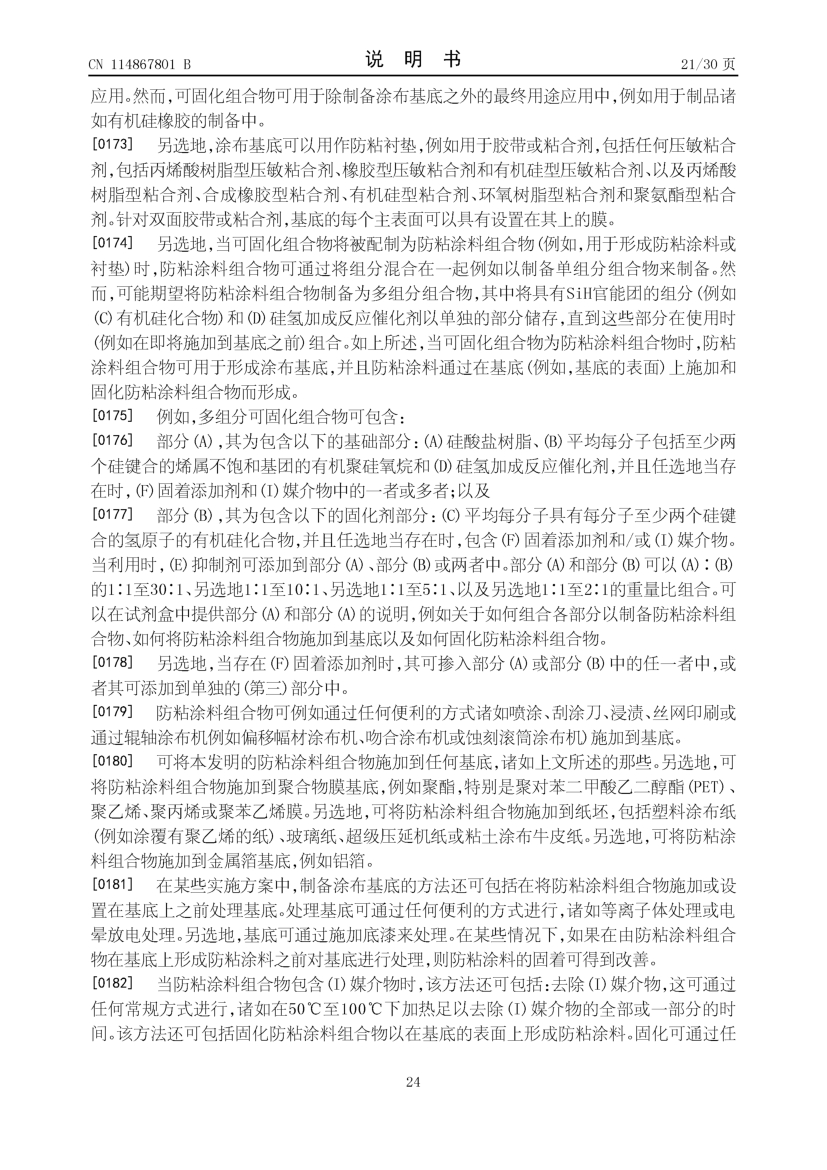 CN 114867801 B
说 明 书
21/30 页
应用。然而,可固化组合物可用于除制备涂布基底之外的最终用途应用中,例如用于制品诸
如有机硅橡胶的制备中。
[0173] 另选地,涂布基底可以用作防粘衬垫,例如用于胶带或粘合剂,包括任何压敏粘合
剂,包括丙烯酸树脂型压敏粘合剂、橡胶型压敏粘合剂和有机硅型压敏粘合剂、以及丙烯酸
树脂型粘合剂、合成橡胶型粘合剂、有机硅型粘合剂、环氧树脂型粘合剂和聚氨酯型粘合
剂。针对双面胶带或粘合剂,基底的每个主表面可以具有设置在其上的膜。
[0174] 另选地,当可固化组合物将被配制为防粘涂料组合物(例如,用于形成防粘涂料或
衬垫)时,防粘涂料组合物可通过将组分混合在一起例如以制备单组分组合物来制备。然
而,可能期望将防粘涂料组合物制备为多组分组合物,其中将具有SiH官能团的组分(例如
(C)有机硅化合物)和(D)硅氢加成反应催化剂以单独的部分储存,直到这些部分在使用时
(例如在即将施加到基底之前)组合。如上所述,当可固化组合物为防粘涂料组合物时,防粘
涂料组合物可用于形成涂布基底,并且防粘涂料通过在基底(例如,基底的表面)上施加和
固化防粘涂料组合物而形成。
[0175] 例如,多组分可固化组合物可包含:
[0176] 部分(A),其为包含以下的基础部分:(A)硅酸盐树脂、(B)平均每分子包括至少两
个硅键合的烯属不饱和基团的有机聚硅氧烷和(D)硅氢加成反应催化剂,并且任选地当存
在时,(F)固着添加剂和(I)媒介物中的一者或多者;以及
[0177] 部分(B),其为包含以下的固化剂部分:(C)平均每分子具有每分子至少两个硅键
合的氢原子的有机硅化合物,并且任选地当存在时,包含(F)固着添加剂和/或(I)媒介物。
当利用时,(E)抑制剂可添加到部分(A)、部分(B)或两者中。部分(A)和部分(B)可以(A):(B)
的1:1至30:1、另选地1:1至10:1、另选地1:1至5:1、以及另选地1:1至2:1的重量比组合。可
以在试剂盒中提供部分(A)和部分(A)的说明,例如关于如何组合各部分以制备防粘涂料组
合物、如何将防粘涂料组合物施加到基底以及如何固化防粘涂料组合物。
[0178] 另选地,当存在(F)固着添加剂时,其可掺入部分(A)或部分(B)中的任一者中,或
者其可添加到单独的(第三)部分中。
[0179] 防粘涂料组合物可例如通过任何便利的方式诸如喷涂、刮涂刀、浸渍、丝网印刷或
通过辊轴涂布机例如偏移幅材涂布机、吻合涂布机或蚀刻滚筒涂布机)施加到基底。
[0180] 可将本发明的防粘涂料组合物施加到任何基底,诸如上文所述的那些。另选地,可
将防粘涂料组合物施加到聚合物膜基底,例如聚酯,特别是聚对苯二甲酸乙二醇酯(PET)、
聚乙烯、聚丙烯或聚苯乙烯膜。另选地,可将防粘涂料组合物施加到纸坯,包括塑料涂布纸
(例如涂覆有聚乙烯的纸)、玻璃纸、超级压延机纸或粘土涂布牛皮纸。另选地,可将防粘涂
料组合物施加到金属箔基底,例如铝箔。
[0181] 在某些实施方案中,制备涂布基底的方法还可包括在将防粘涂料组合物施加或设
置在基底上之前处理基底。处理基底可通过任何便利的方式进行,诸如等离子体处理或电
晕放电处理。另选地,基底可通过施加底漆来处理。在某些情况下,如果在由防粘涂料组合
物在基底上形成防粘涂料之前对基底进行处理,则防粘涂料的固着可得到改善。
[0182] 当防粘涂料组合物包含(I)媒介物时,该方法还可包括:去除(I)媒介物,这可通过
任何常规方式进行,诸如在50℃至100℃下加热足以去除(I)媒介物的全部或一部分的时
间。该方法还可包括固化防粘涂料组合物以在基底的表面上形成防粘涂料。固化可通过任
24